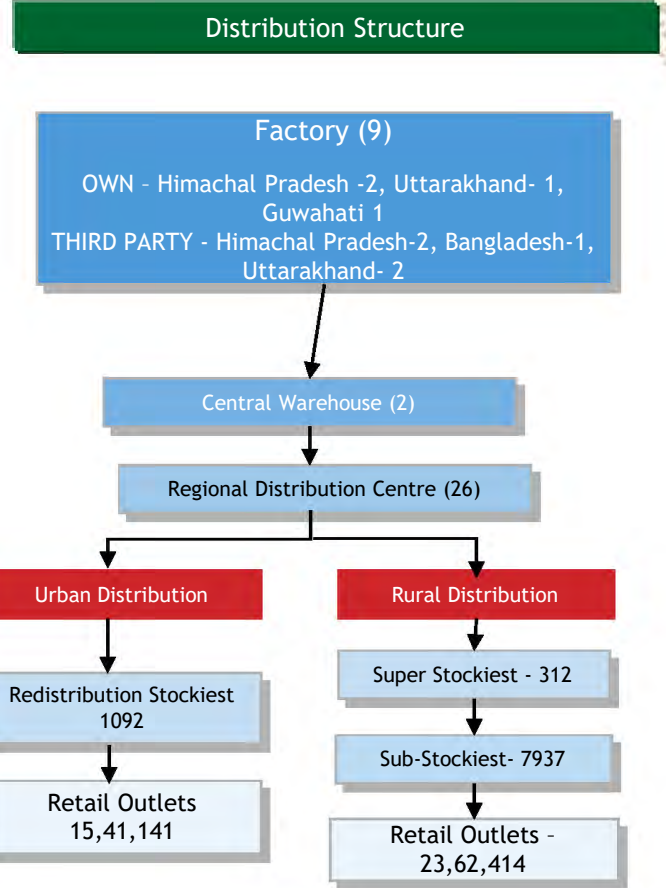 Distribution Structure
Factory (9)
OWN – Himachal Pradesh -2, Uttarakhand- 1,
Guwahati 1
THIRD PARTY - Himachal Pradesh-2, Bangladesh-1,
Uttarakhand- 2
Central Warehouse (2)
Regional Distribution Centre (26)
Urban Distribution
Redistribution Stockiest
1092
Retail Outlets
15,41,141
Rural Distribution
Super Stockiest - 312
Sub-Stockiest- 7937
Retail Outlets –
23,62,414